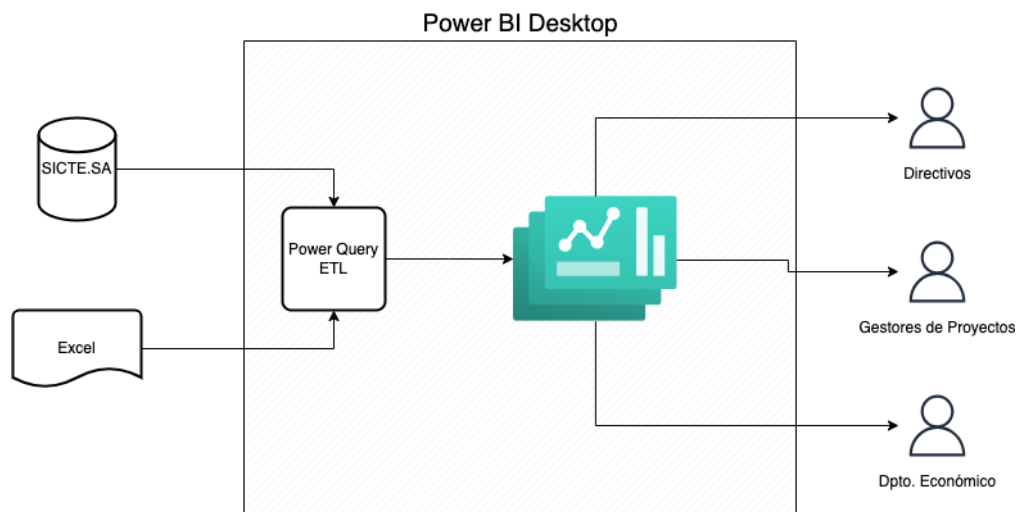 Power BI Desktop
SICTE.SA
Directivos
Power Query
ETL
Gestores de Proyectos
Excel
Dpto. Económico